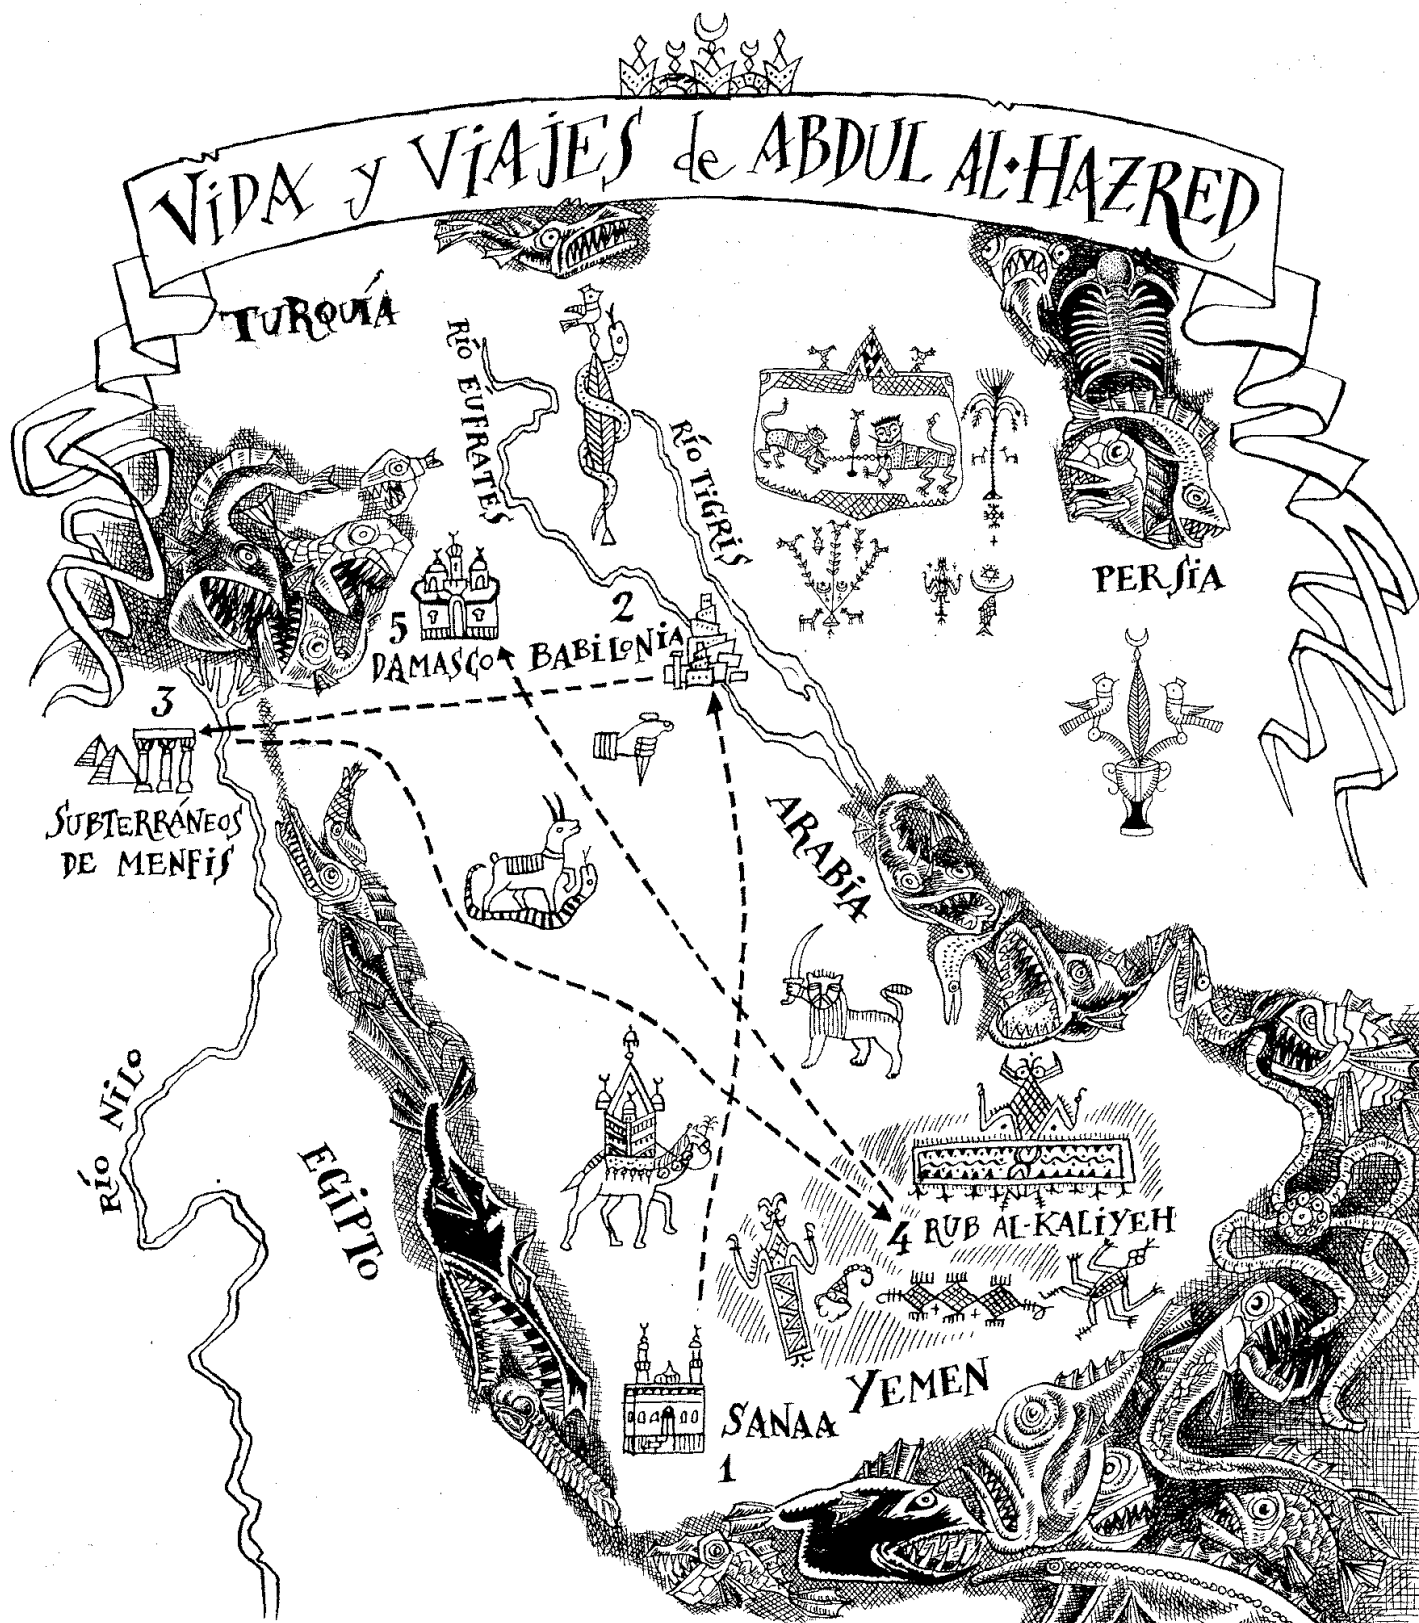 VIDA y VIAJES de ABDUL AL·HAZRED
TURQUÍA
RÍO EÚFRATES
RÍO TIGRIS
PERSIA
5
DAMASCO
2
BABILONIA
3
SUBTERRÁNEOS
DE MENFIS
ARABIA
RÍO NILO
EGIPTO
4 RUB AL-KALIYEH
YEMEN
SANAA
1